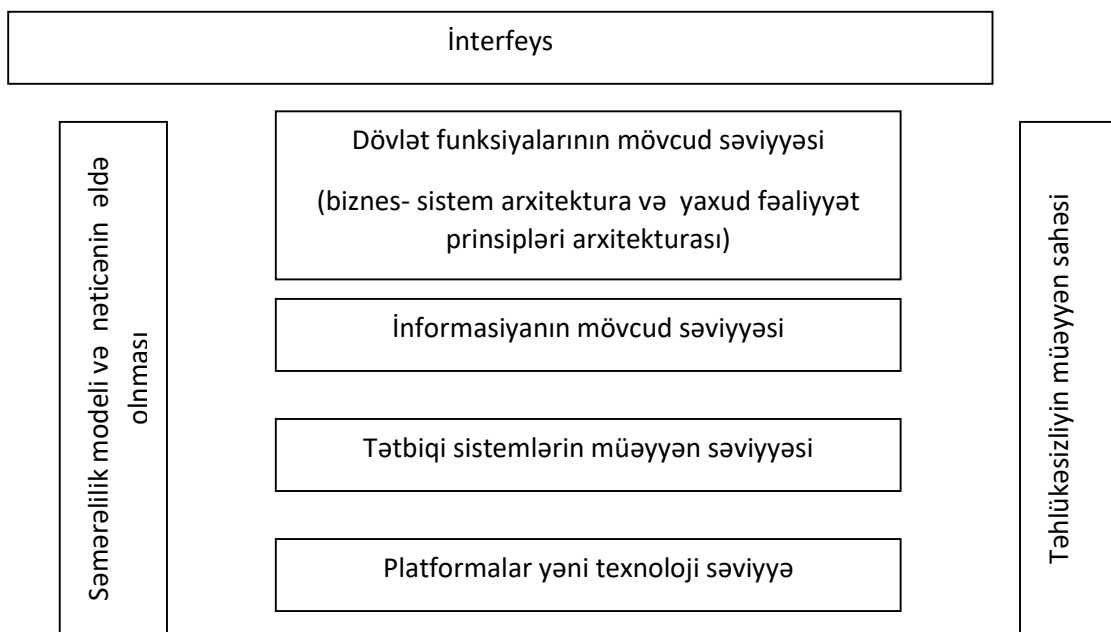 İnterfeys
Dövlət funksiyalarının mövcud səviyyəsi
(biznes- sistem arxitektura və yaxud fəaliyyət
prinsipləri arxitekturası)
Səmərəlilik modeli və nəticənin əldə
olnması
Təhlükəsizliyin müəyyən sahəsi
İnformasiyanın mövcud səviyyəsi
Tətbiqi sistemlərin müəyyən səviyyəsi
Platformalar yəni texnoloji səviyyə